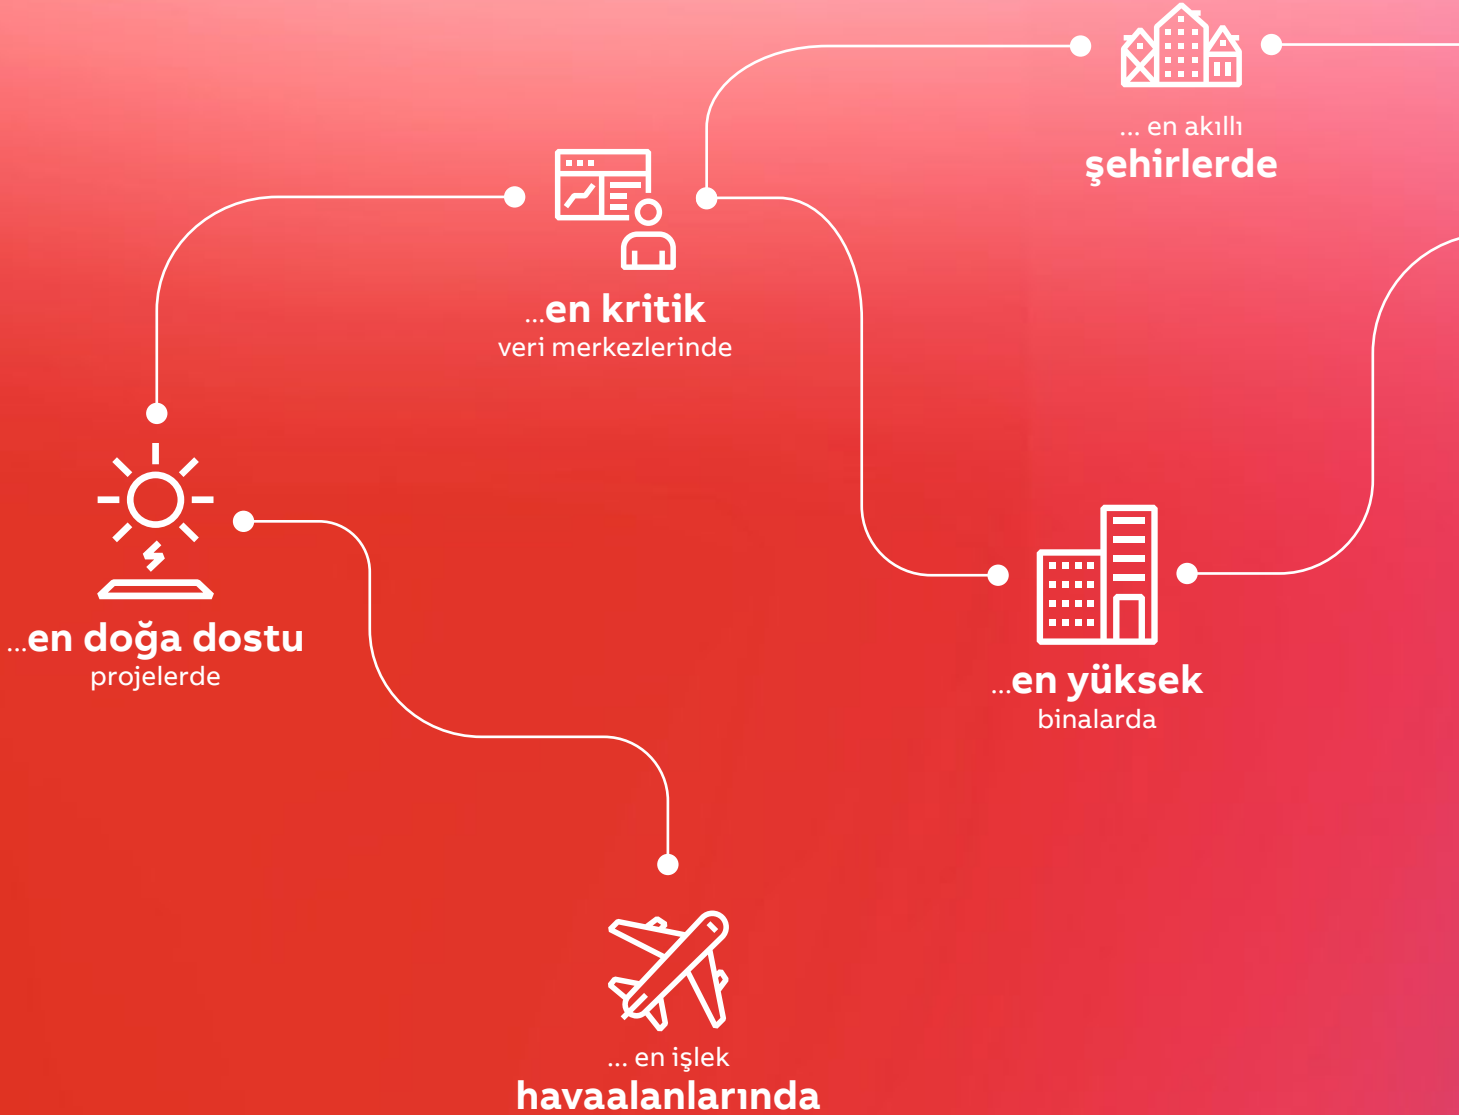 ... en akıllı
şehirlerde
...en kritik
veri merkezlerinde
...en doğa dostu
projelerde
...en yüksek
binalarda
... en işlek
havaalanlarında